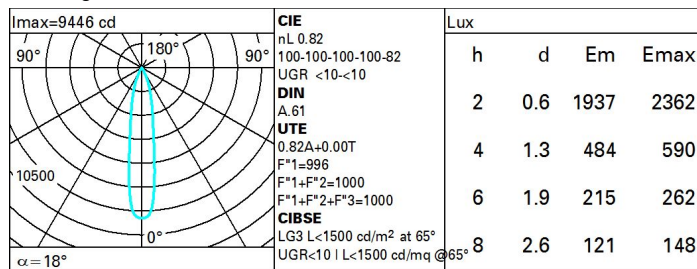 Imax=9446 cd
90° 180° 90°
10500
0°
α=18°
CIE
nL 0.82
100-100-100-100-82
UGR <10-<10
DIN
A.61
UTE
0.82A+0.00T
F"1=996
F"1+F"2=1000
F"1+F"2+F"3=1000
CIBSE
LG3 L<1500 cd/m² at 65°
UGR<10 | L<1500 cd/mq @65°
Lux
h d Em Emax
2 0.6 1937 2362
4 1.3 484 590
6 1.9 215 262
8 2.6 121 148